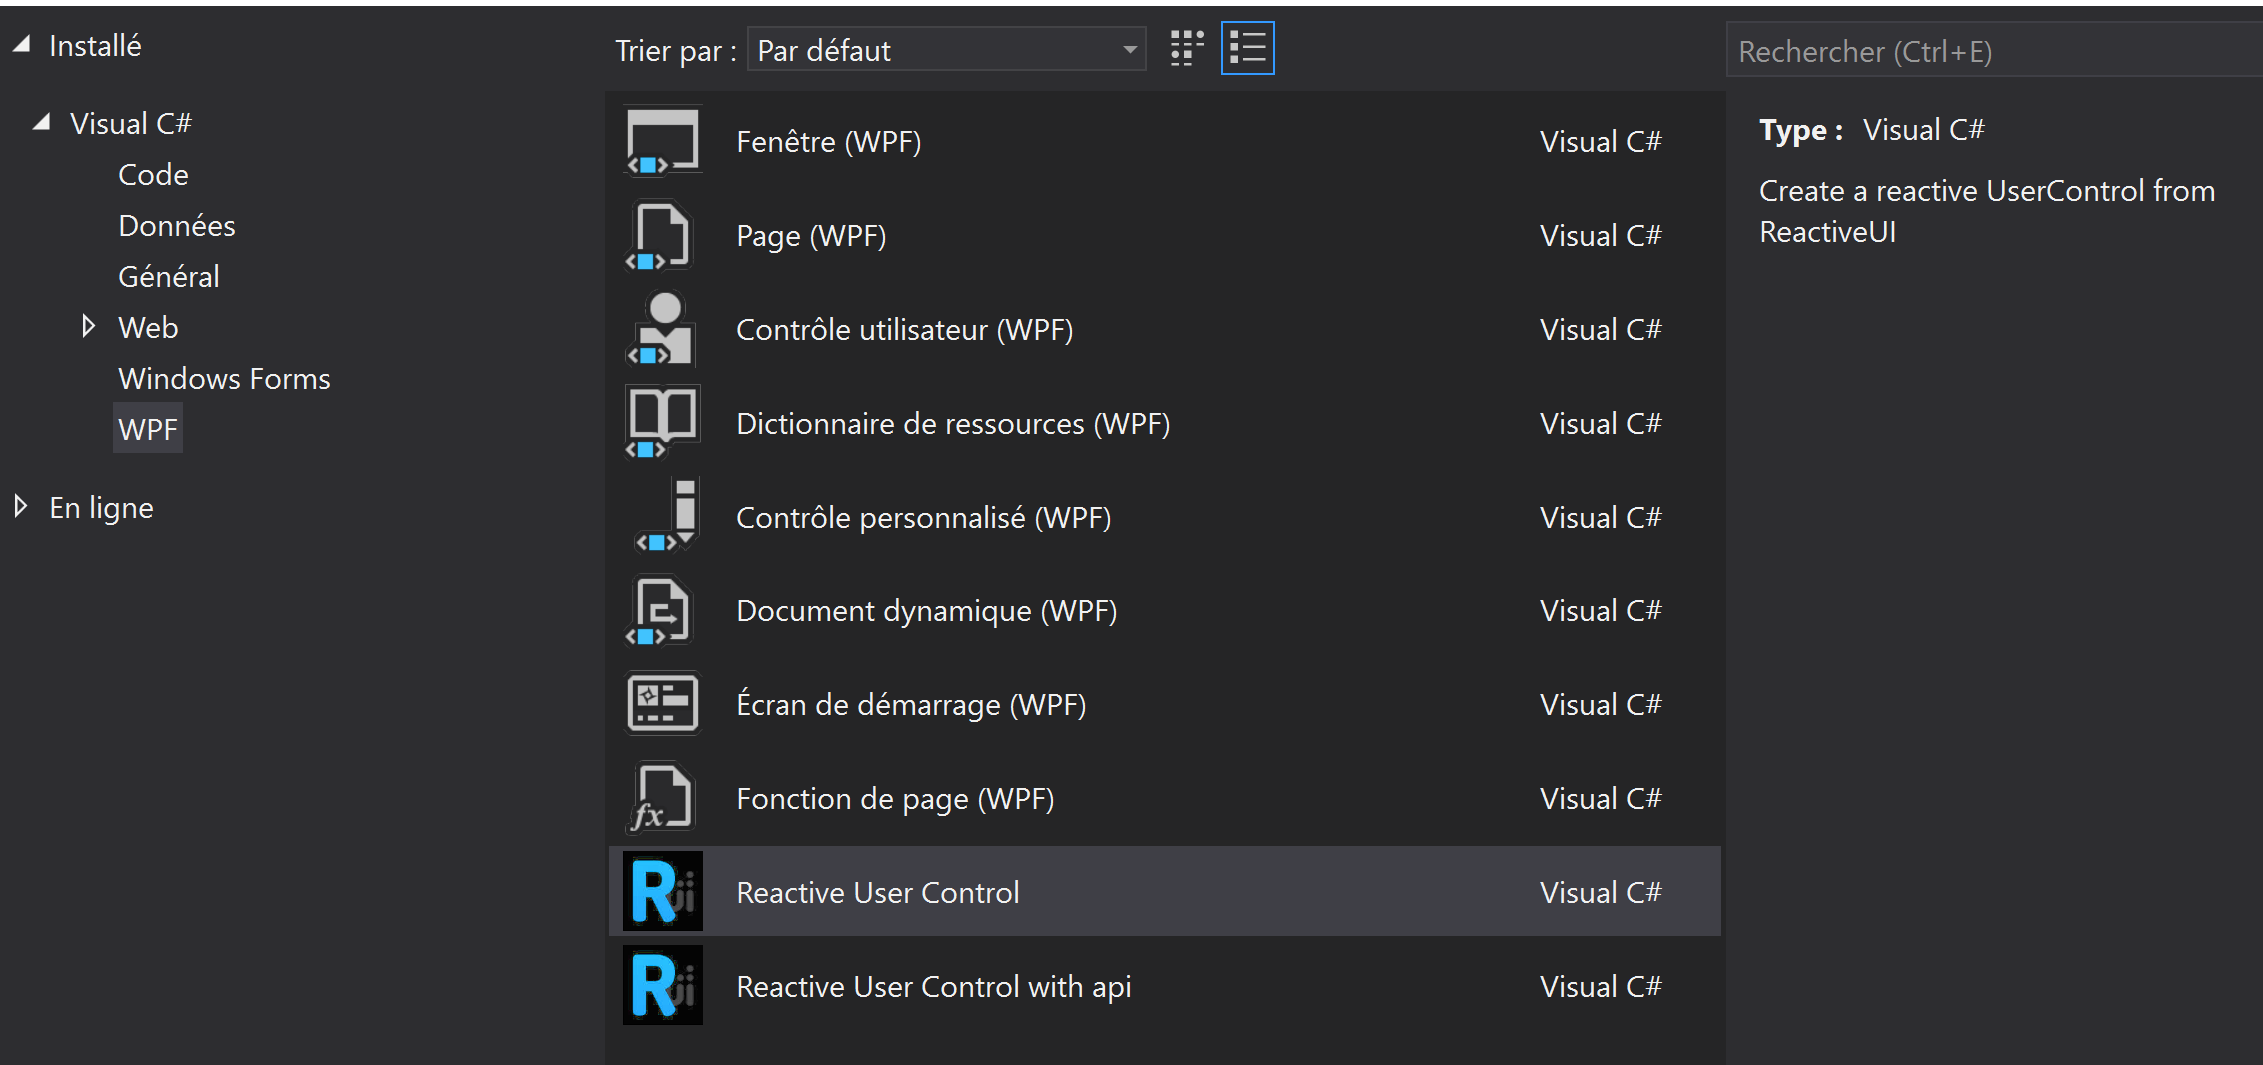 Installé
Visual C#
Code
Données
Général
Web
Windows Forms
WPF
En ligne
Trier par : Par défaut
Fenêtre (WPF) Visual C#
Page (WPF) Visual C#
Contrôle utilisateur (WPF) Visual C#
Dictionnaire de ressources (WPF) Visual C#
Contrôle personnalisé (WPF) Visual C#
Document dynamique (WPF) Visual C#
Écran de démarrage (WPF) Visual C#
fx Fonction de page (WPF) Visual C#
Rui Reactive User Control Visual C#
Rui Reactive User Control with api Visual C#
Rechercher (Ctrl+E)
Type : Visual C#
Create a reactive UserControl from
ReactiveUI